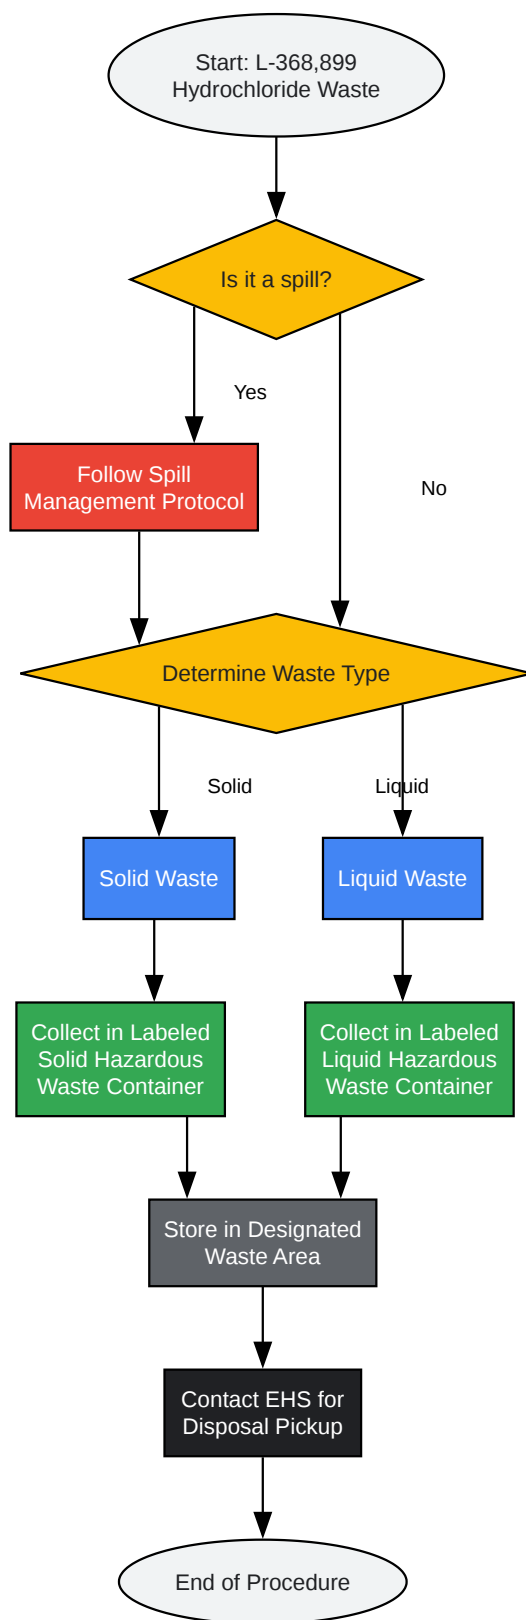 Start: L-368,899
Hydrochloride Waste
Is it a spill?
Yes
Follow Spill
Management Protocol
No
Determine Waste Type
Solid
Liquid
Solid Waste
Liquid Waste
Collect in Labeled
Solid Hazardous
Waste Container
Collect in Labeled
Liquid Hazardous
Waste Container
Store in Designated
Waste Area
Contact EHS for
Disposal Pickup
End of Procedure